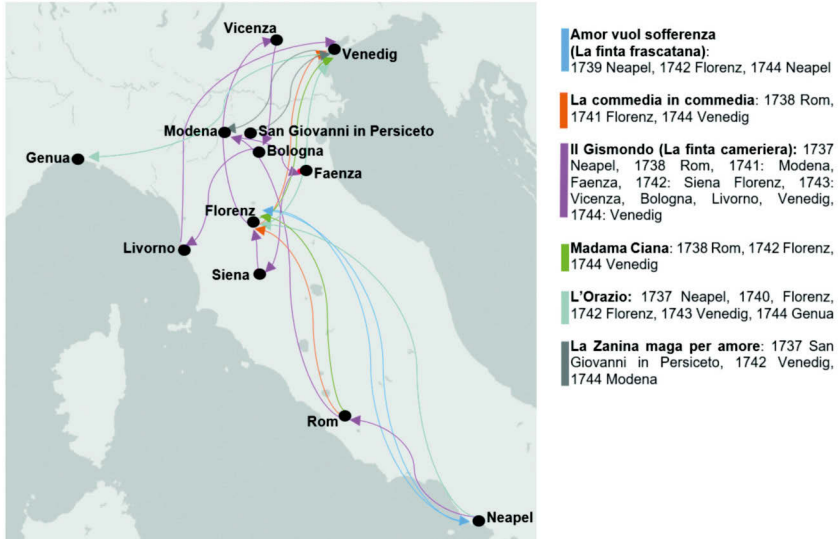 Vicenza
Venedig
Modena
San Giovanni in Persiceto
Bologna
Genua
Faenza
Florenz
Livorno
Siena
Rom
Neapel
Amor vuol sofferenza
(La finta frascatana):
1739 Neapel, 1742 Florenz, 1744 Neapel
La commedia in commedia: 1738 Rom,
1741 Florenz, 1744 Venedig
Il Gismondo (La finta cameriera): 1737
Neapel, 1738 Rom, 1741: Modena,
Faenza, 1742: Siena Florenz, 1743:
Vicenza, Bologna, Livorno, Venedig,
1744: Venedig
Madama Ciana: 1738 Rom, 1742 Florenz,
1744 Venedig
L'Orazio: 1737 Neapel, 1740, Florenz,
1742 Florenz, 1743 Venedig, 1744 Genua
La Zanina maga per amore: 1737 San
Giovanni in Persiceto, 1742 Venedig,
1744 Modena